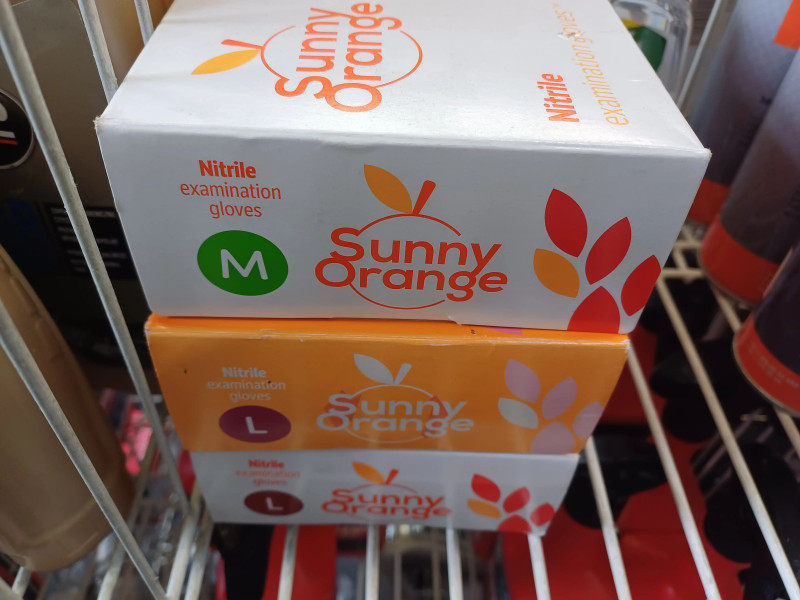 Sunny
Orange
Nitrile
examination gloves
Nitrile
examination
gloves
M
Sunny
Orange
Nitrile
examination
gloves
L
Sunny
Orange
Nitrile
examination
gloves
L
Sunny
Orange